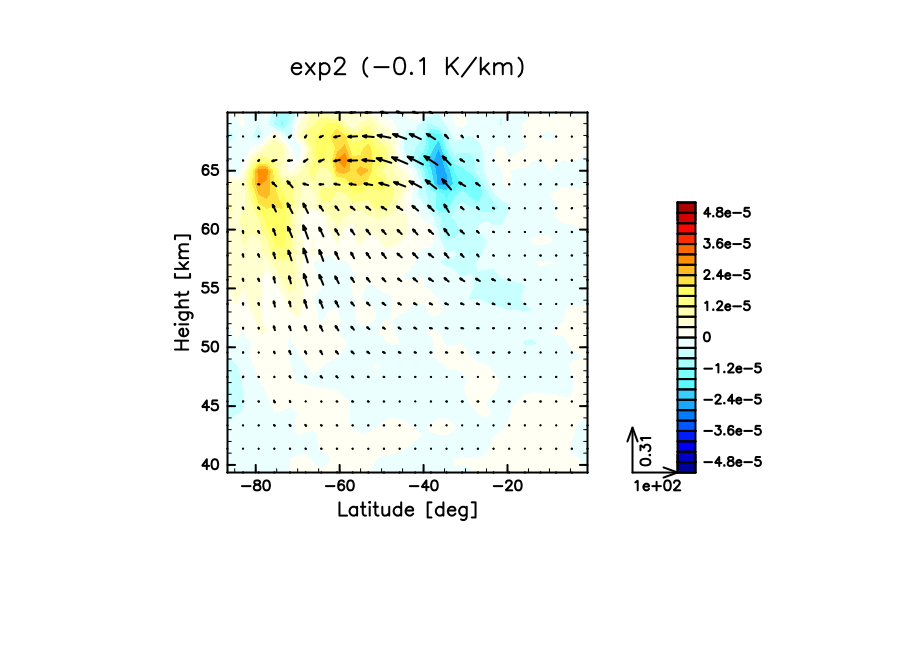 exp2 (−0.1 K/km)
Height [km]
65
60
55
50
45
40
−80 −60 −40 −20
Latitude [deg]
4.8e−5
3.6e−5
2.4e−5
1.2e−5
0
−1.2e−5
−2.4e−5
−3.6e−5
−4.8e−5
0.31
1e+02